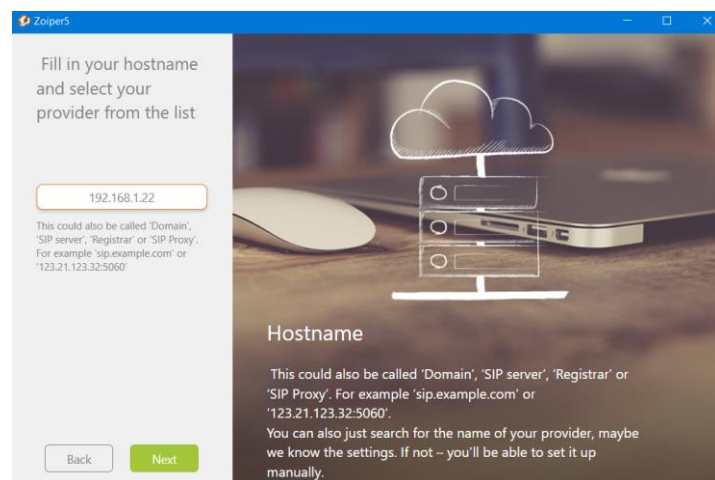 Zoiper5
Fill in your hostname
and select your
provider from the list
192.168.1.22
This could also be called 'Domain',
'SIP server', 'Registrar' or 'SIP Proxy'.
For example 'sip.example.com' or
'123.21.123.32:5060'
Back
Next
Hostname
This could also be called ‘Domain’, ‘SIP server’, ‘Registrar’ or
‘SIP Proxy’. For example ‘sip.example.com’ or
‘123.21.123.32:5060’.
You can also just search for the name of your provider, maybe
we know the settings. If not – you’ll be able to set it up
manually.